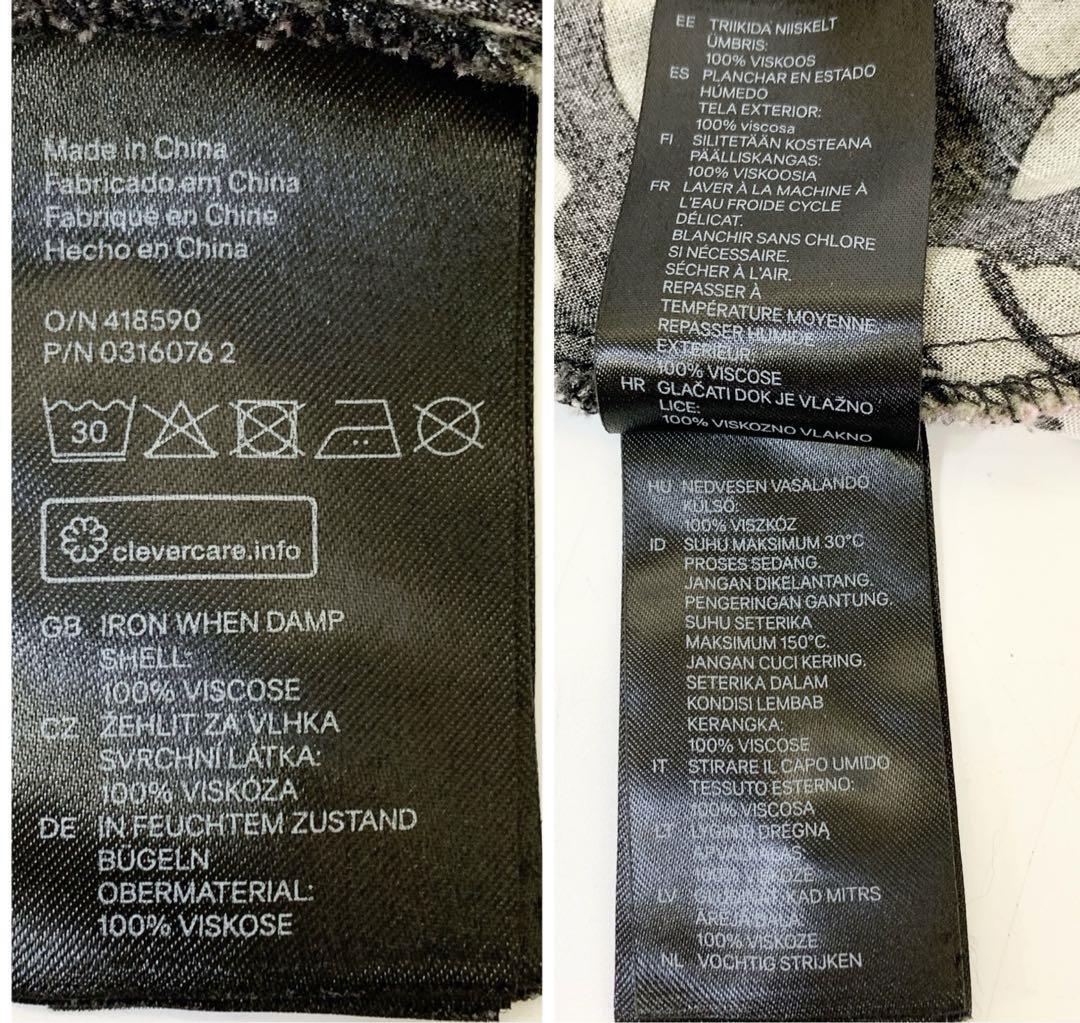 Made in China
Fabricado em China
Fabriqué en Chine
Hecho en China
O/N 418590
P/N 0316076 2
30
clevercare.info
GB IRON WHEN DAMP
SHELL:
100% VISCOSE
CZ ŽEHLIT ZA VLHKA
SVRCHNÍ LÁTKA:
100% VISKÓZA
DE IN FEUCHTEM ZUSTAND
BÜGELN
OBERMATERIAL:
100% VISKOSE
EE TRIIKIDA NIISKELT
ÜMBRIS:
100% VISKOOS
ES PLANCHAR EN ESTADO
HÚMEDO
TELA EXTERIOR:
100% viscosa
FI SILITETÄÄN KOSTEANA
PÄÄLLISKANGAS:
100% VISKOOSIA
FR LAVER À LA MACHINE À
L'EAU FROIDE CYCLE
DÉLICAT.
BLANCHIR SANS CHLORE
SI NÉCESSAIRE.
SÉCHER À L'AIR.
REPASSER À
TEMPÉRATURE MOYENNE.
REPASSER HUMIDE
EXTÉRIEUR:
100% VISCOSE
HR GLAČATI DOK JE VLAŽNO
LICE:
100% VISKOZNO VLAKNO
HU NEDVESEN VASALANDÓ
KÜLSŐ:
100% VISZKÓZ
ID SUHU MAKSIMUM 30°C
PROSES SEDANG.
JANGAN DIKELANTANG.
PENGERINGAN GANTUNG.
SUHU SETERIKA
MAKSIMUM 150°C.
JANGAN CUCI KERING.
SETERIKA DALAM
KONDISI LEMBAB
KERANGKA:
100% VISCOSE
IT STIRARE IL CAPO UMIDO
TESSUTO ESTERNO:
100% VISCOSA
LT LYGINTI DRĖGNĄ
LV KAD MITRS
100% VISKOZE
NL VOCHTIG STRIJKEN